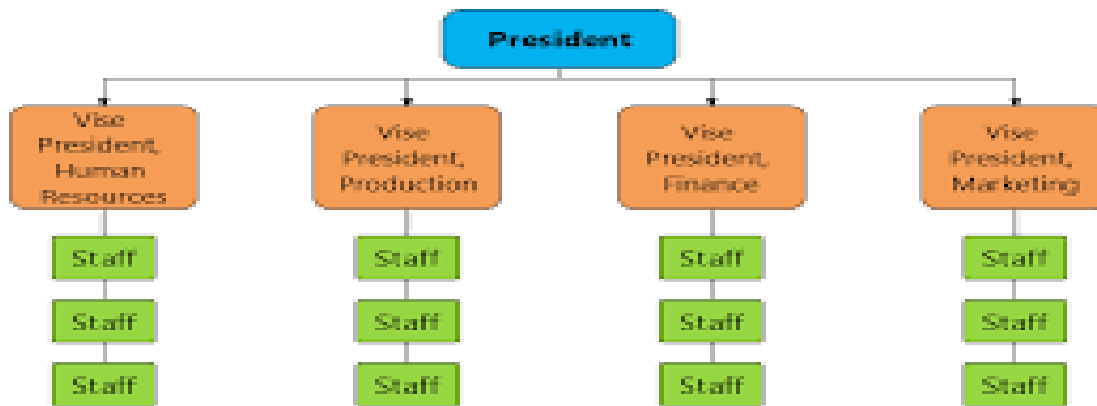 President
Vise
President,
Human
Resources
Vise
President,
Production
Vise
President,
Finance
Vise
President,
Marketing
Staff
Staff
Staff
Staff
Staff
Staff
Staff
Staff
Staff
Staff
Staff
Staff